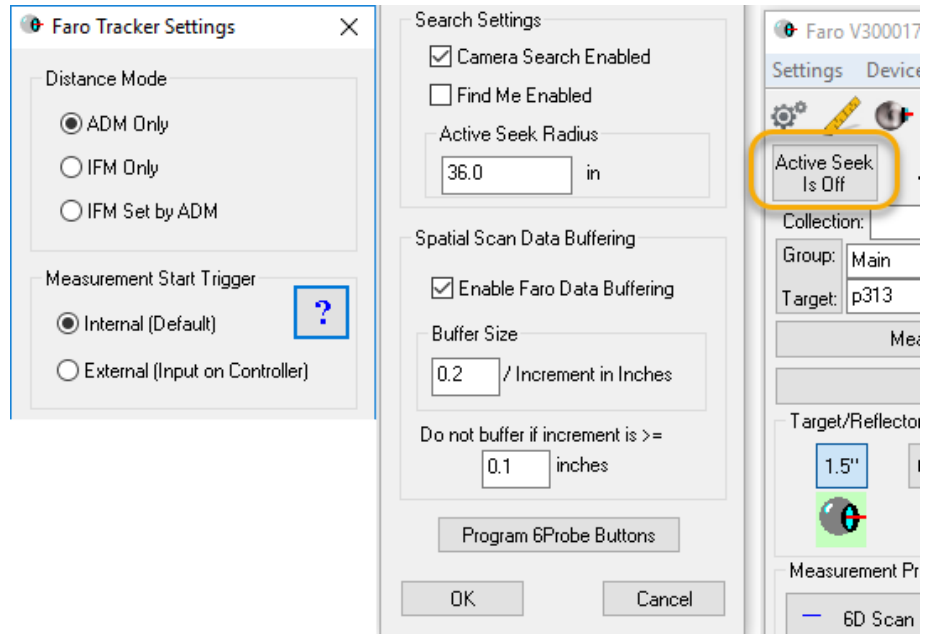 Faro Tracker Settings
Distance Mode
ADM Only
IFM Only
IFM Set by ADM
Measurement Start Trigger
?
Internal (Default)
External (Input on Controller)
Search Settings
Camera Search Enabled
Find Me Enabled
Active Seek Radius
36.0 in
Spatial Scan Data Buffering
Enable Faro Data Buffering
Buffer Size
0.2 / Increment in Inches
Do not buffer if increment is >=
0.1 inches
Program 6Probe Buttons
OK Cancel
Faro V300017
Settings Device
Active Seek
Is Off
Collection:
Group: Main
Target: p313
Mea
Target/Reflector
1.5"
Measurement Pr
6D Scan